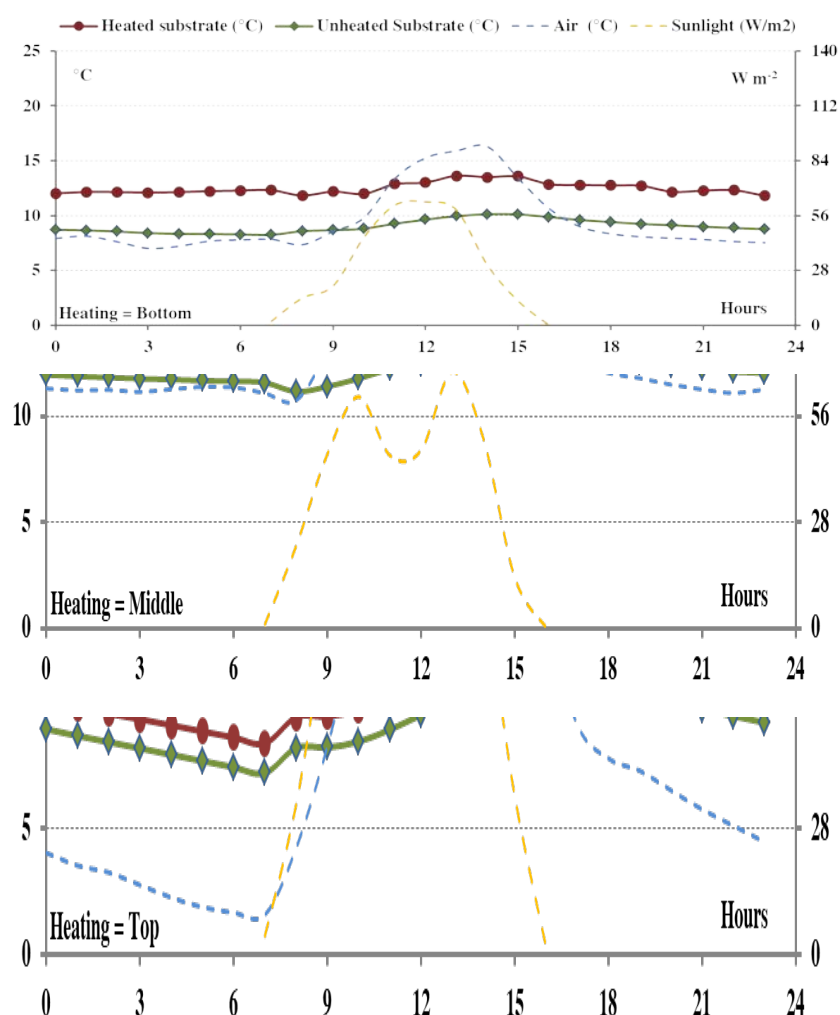 Heated substrate (°C) Unheated Substrate (°C) Air (°C) Sunlight (W/m2)
25 °C W m-2 140
20 112
15 84
10 56
5 28
0 Heating = Bottom Hours 0
0 3 6 9 12 15 18 21 24
10 56
5 28
Heating = Middle Hours
0 0
0 3 6 9 12 15 18 21 24
5 28
Heating = Top Hours
0 0
0 3 6 9 12 15 18 21 24